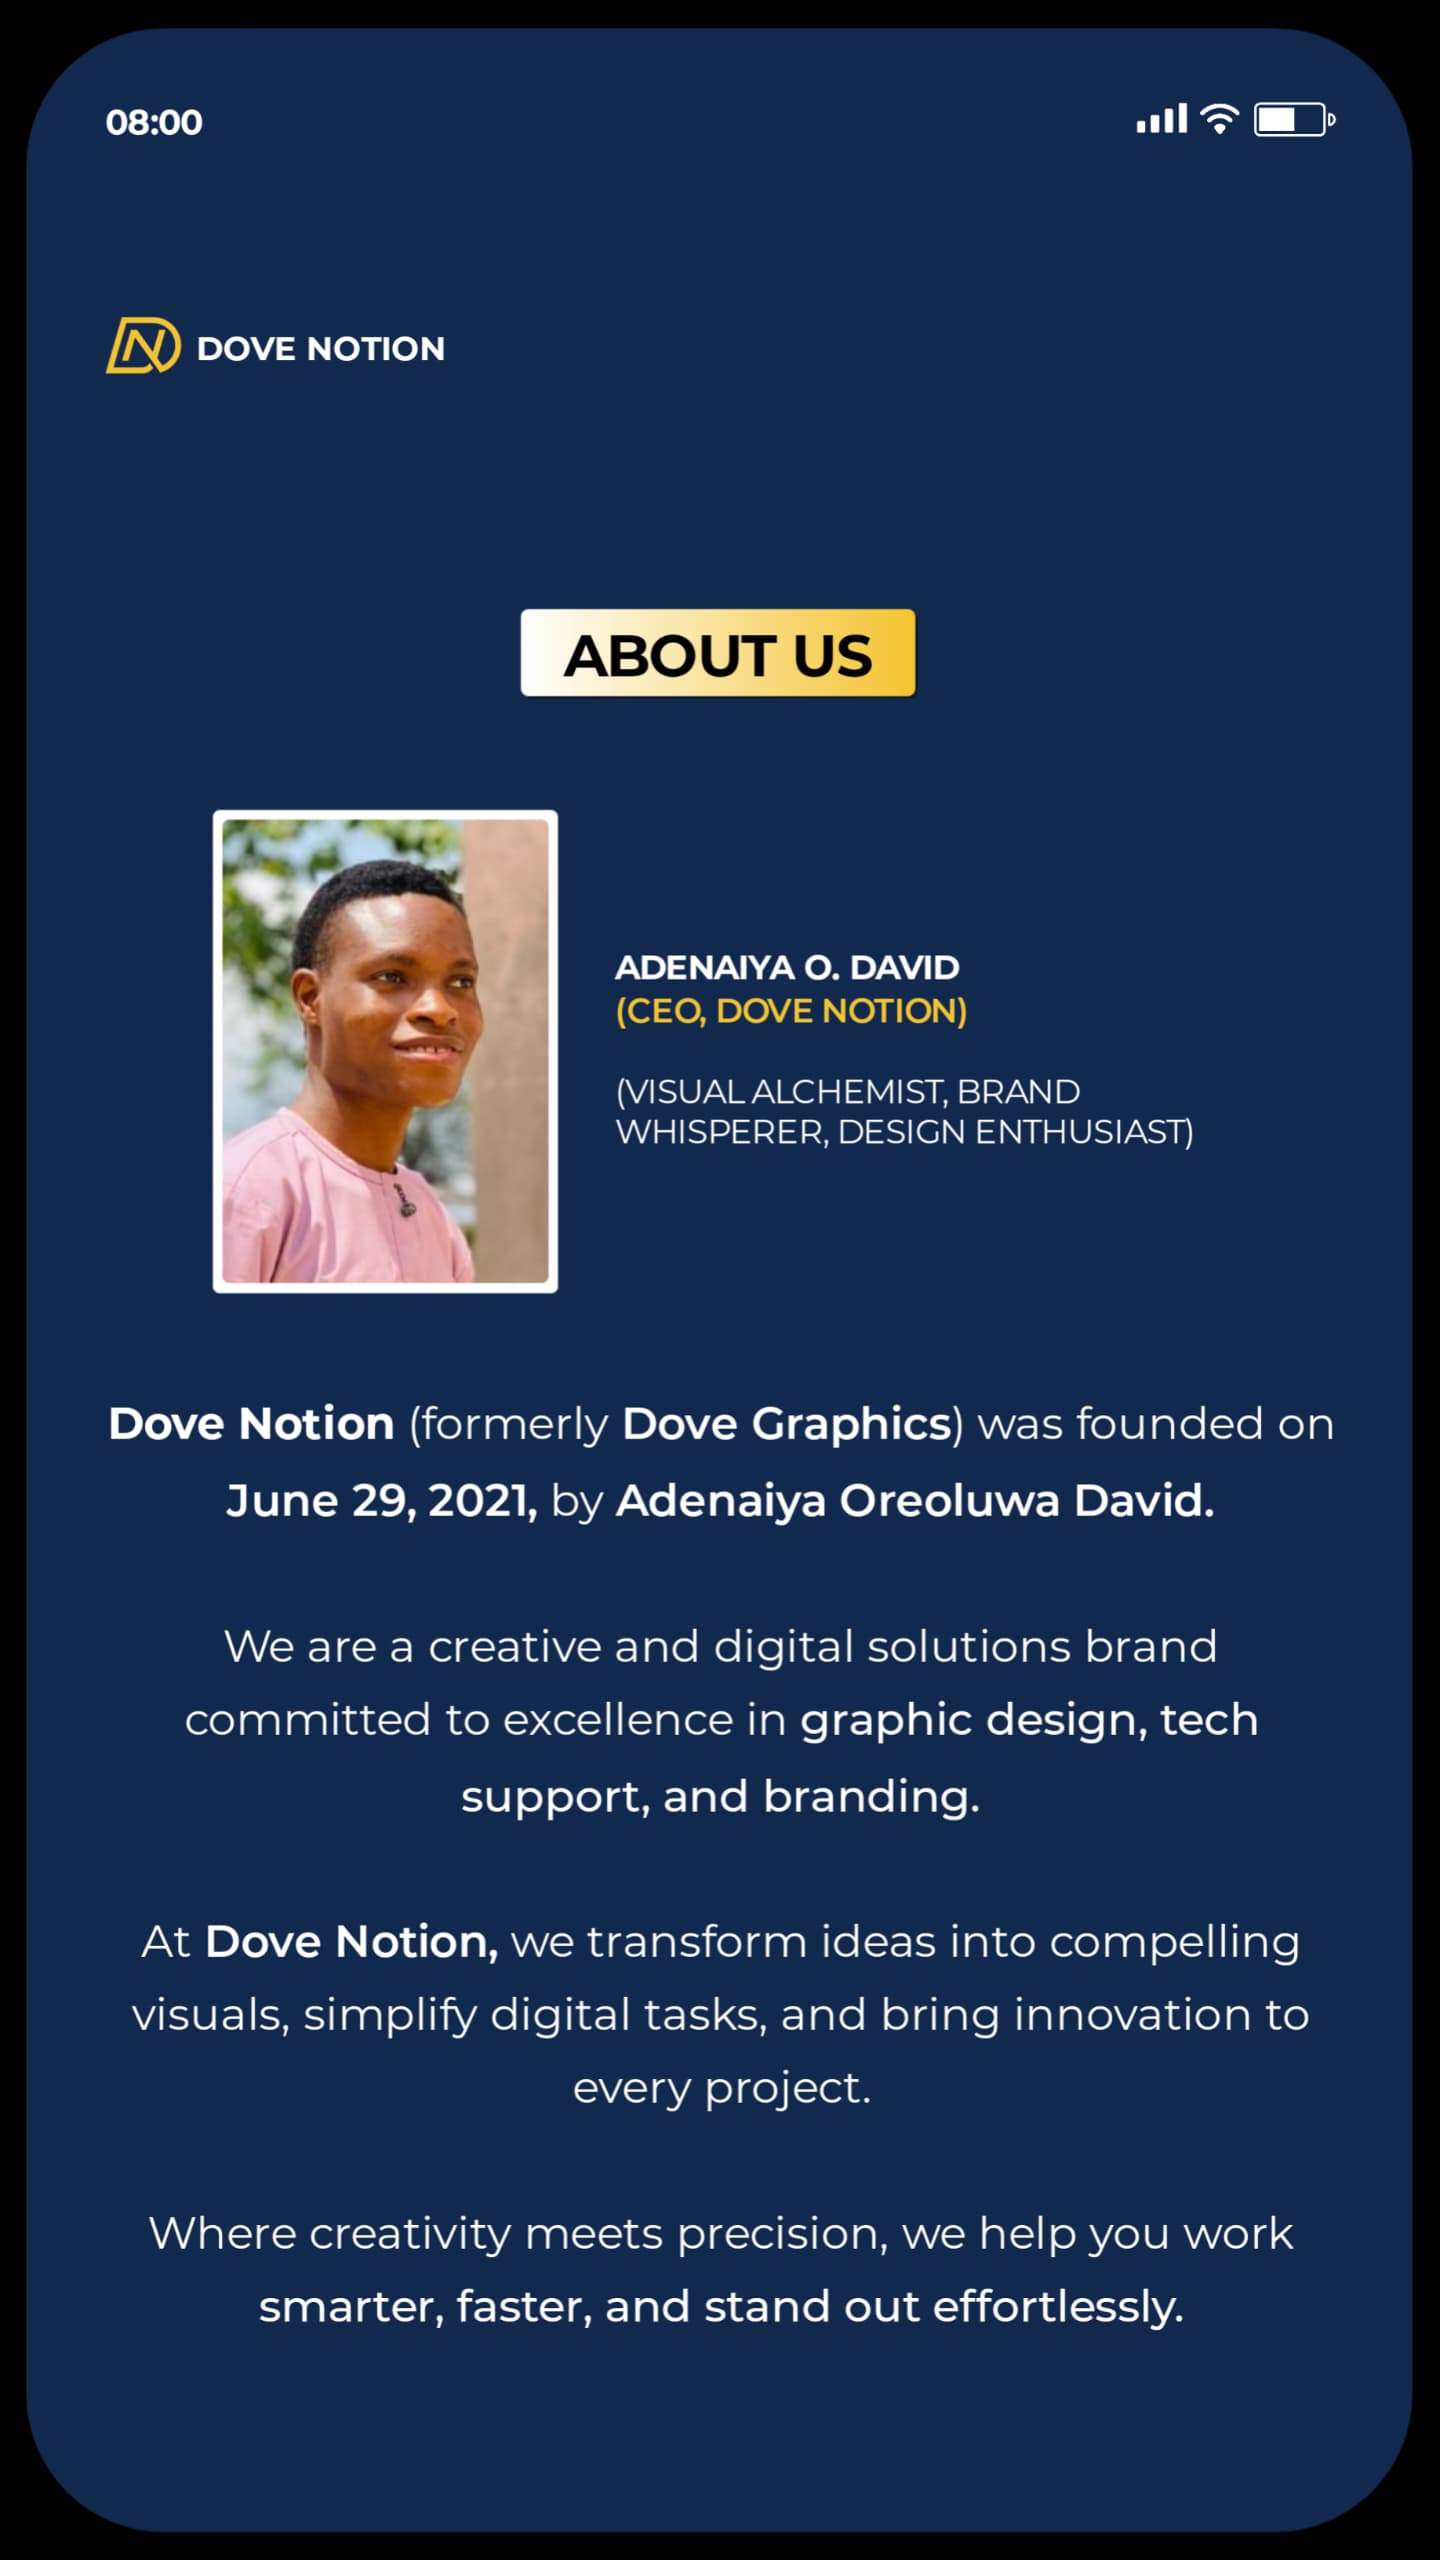 08:00
DOVE NOTION
ABOUT US
ADENAIYA O. DAVID
(CEO, DOVE NOTION)
(VISUAL ALCHEMIST, BRAND
WHISPERER, DESIGN ENTHUSIAST)
Dove Notion (formerly Dove Graphics) was founded on
June 29, 2021, by Adenaiya Oreoluwa David.
We are a creative and digital solutions brand
committed to excellence in graphic design, tech
support, and branding.
At Dove Notion, we transform ideas into compelling
visuals, simplify digital tasks, and bring innovation to
every project.
Where creativity meets precision, we help you work
smarter, faster, and stand out effortlessly.